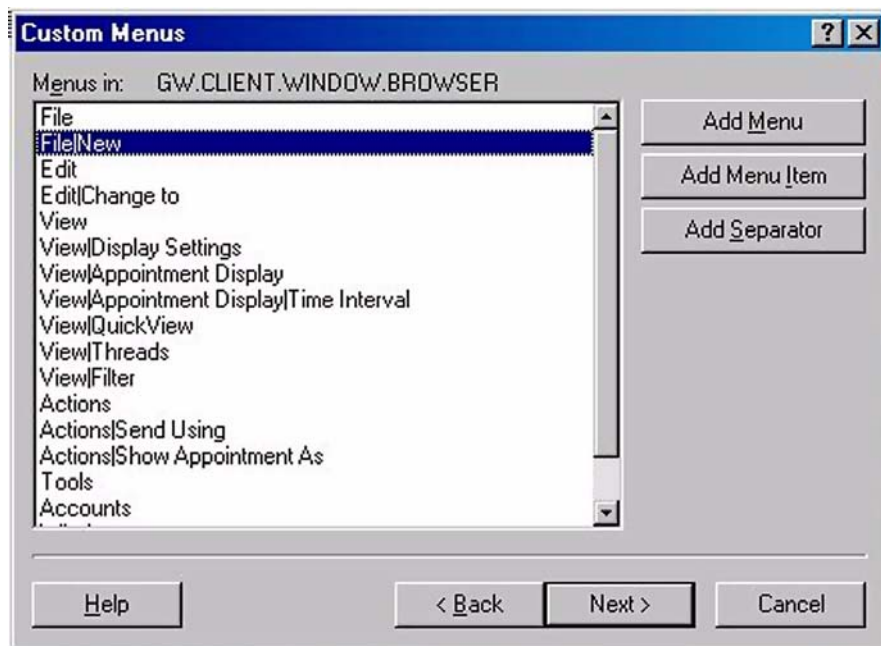 Custom Menus
Menus in: GW.CLIENT.WINDOW.BROWSER
File
File|New
Edit
Edit|Change to
View
View|Display Settings
View|Appointment Display
View|Appointment Display|Time Interval
View|QuickView
View|Threads
View|Filter
Actions
Actions|Send Using
Actions|Show Appointment As
Tools
Accounts
Add Menu
Add Menu Item
Add Separator
Help
< Back
Next >
Cancel